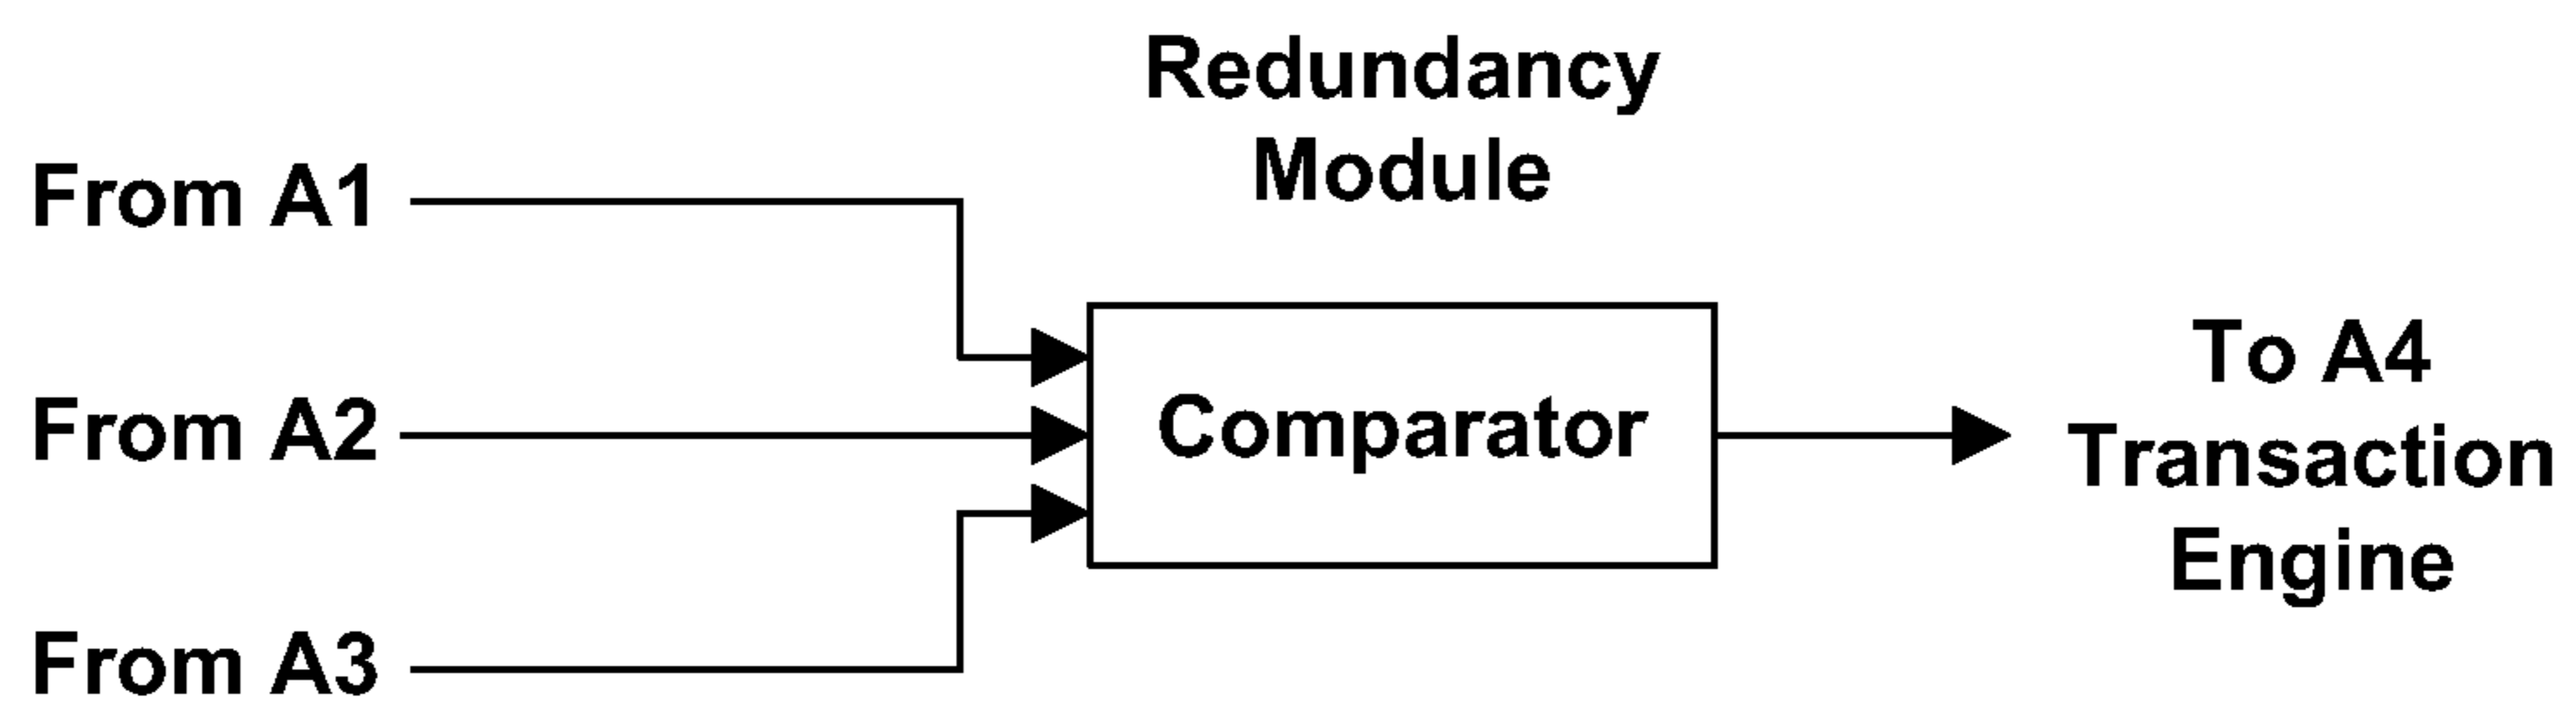 Redundancy
Module
From A1
From A2
From A3
Comparator
To A4
Transaction
Engine